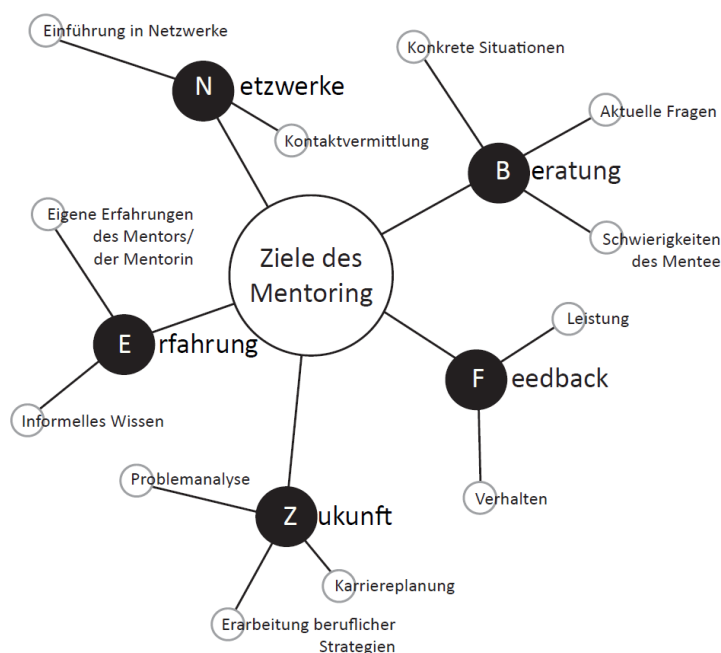 Einführung in Netzwerke
Netzwerke
Kontaktvermittlung
Konkrete Situationen
Aktuelle Fragen
Beratung
Schwierigkeiten
des Mentee
Eigene Erfahrungen
des Mentors/
der Mentorin
Ziele des
Mentoring
Erfahrung
Informelles Wissen
Leistung
Feedback
Verhalten
Problemanalyse
Zukunft
Karriereplanung
Erarbeitung beruflicher
Strategien